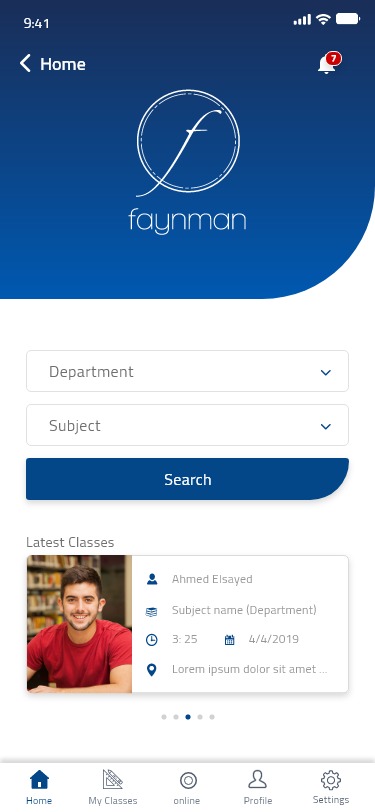 9:41
Home
7
f
faynman
Department
Subject
Search
Latest Classes
Ahmed Elsayed
Subject name (Department)
3: 25 4/4/2019
Lorem ipsum dolor sit amet ...
Home My Classes online Profile Settings